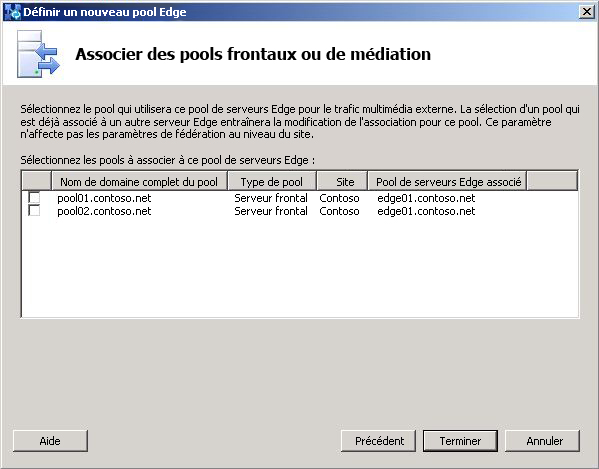 Définir un nouveau pool Edge
Associer des pools frontaux ou de médiation
Sélectionnez le pool qui utilisera ce pool de serveurs Edge pour le trafic multimédia externe. La sélection d'un pool qui
est déjà associé à un autre serveur Edge entraînera la modification de l'association pour ce pool. Ce paramètre
n'affecte pas les paramètres de fédération au niveau du site.
Sélectionnez les pools à associer à ce pool de serveurs Edge :
Nom de domaine complet du pool Type de pool Site Pool de serveurs Edge associé
pool01.contoso.net Serveur frontal Contoso edge01.contoso.net
pool02.contoso.net Serveur frontal Contoso edge01.contoso.net
Aide Précédent Terminer Annuler